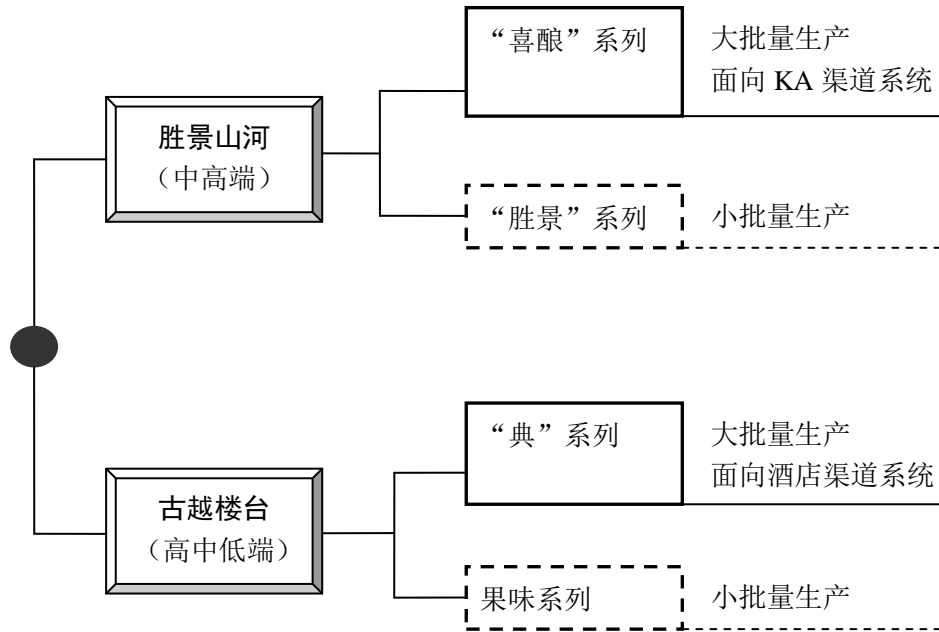 “喜酿”系列
大批量生产
面向 KA 渠道系统
胜景山河
（中高端）
“胜景”系列
小批量生产
“典”系列
大批量生产
面向酒店渠道系统
古越楼台
（高中低端）
果味系列
小批量生产